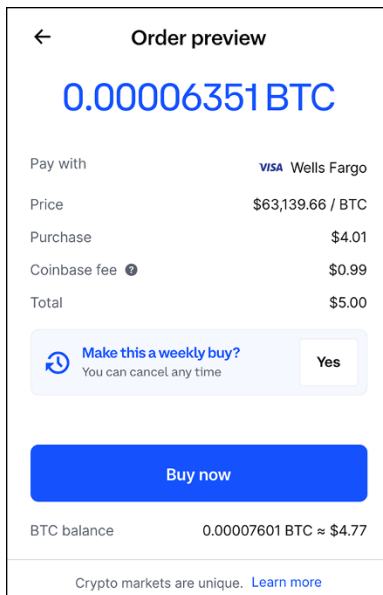 Order preview
0.00006351 BTC
Pay with VISA Wells Fargo
Price $63,139.66 / BTC
Purchase $4.01
Coinbase fee ? $0.99
Total $5.00
Make this a weekly buy?
You can cancel any time
Yes
Buy now
BTC balance 0.00007601 BTC ≈ $4.77
Crypto markets are unique. Learn more